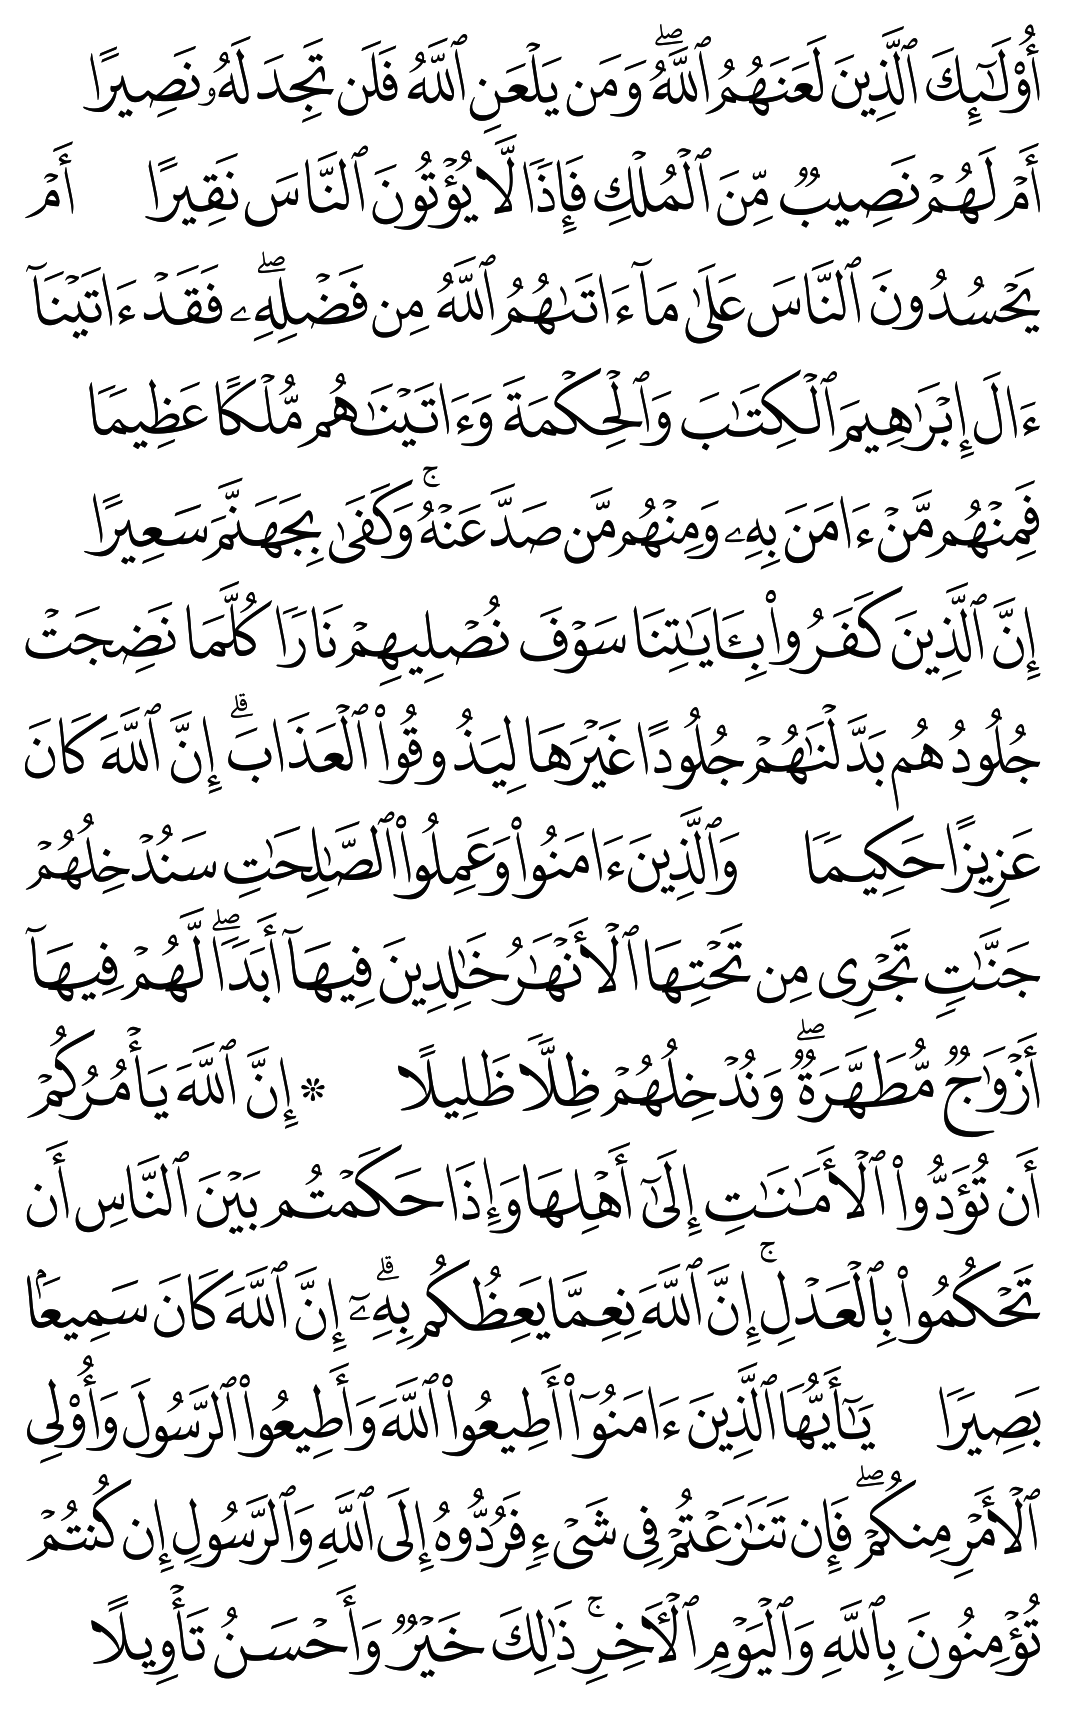 أُوْلَـٰٓئِكَ ٱلَّذِينَ لَعَنَهُمُ ٱللَّهُۖ وَمَن يَلْعَنِ ٱللَّهُ فَلَن تَجِدَ لَهُۥ نَصِيرًا
أَمْ لَهُمْ نَصِيبٌ مِّنَ ٱلْمُلْكِ فَإِذًا لَّا يُؤْتُونَ ٱلنَّاسَ نَقِيرًا أَمْ
يَحْسُدُونَ ٱلنَّاسَ عَلَىٰ مَآ ءَاتَىٰهُمُ ٱللَّهُ مِن فَضْلِهِۦۖ فَقَدْ ءَاتَيْنَآ
ءَالَ إِبْرَٰهِيمَ ٱلْكِتَـٰبَ وَٱلْحِكْمَةَ وَءَاتَيْنَـٰهُم مُّلْكًا عَظِيمًا
فَمِنْهُم مَّنْ ءَامَنَ بِهِۦ وَمِنْهُم مَّن صَدَّ عَنْهُۚ وَكَفَىٰ بِجَهَنَّمَ سَعِيرًا
إِنَّ ٱلَّذِينَ كَفَرُواْ بِـَٔايَـٰتِنَا سَوْفَ نُصْلِيهِمْ نَارًا كُلَّمَا نَضِجَتْ
جُلُودُهُم بَدَّلْنَـٰهُمْ جُلُودًا غَيْرَهَا لِيَذُوقُواْ ٱلْعَذَابَۗ إِنَّ ٱللَّهَ كَانَ
عَزِيزًا حَكِيمًا وَٱلَّذِينَ ءَامَنُواْ وَعَمِلُواْ ٱلصَّـٰلِحَـٰتِ سَنُدْخِلُهُمْ
جَنَّـٰتٍ تَجْرِى مِن تَحْتِهَا ٱلْأَنْهَـٰرُ خَـٰلِدِينَ فِيهَآ أَبَدًاۖ لَّهُمْ فِيهَآ
أَزْوَٰجٌ مُّطَهَّرَةٌۖ وَنُدْخِلُهُمْ ظِلًّا ظَلِيلًا ۞ إِنَّ ٱللَّهَ يَأْمُرُكُمْ
أَن تُؤَدُّواْ ٱلْأَمَـٰنَـٰتِ إِلَىٰٓ أَهْلِهَا وَإِذَا حَكَمْتُم بَيْنَ ٱلنَّاسِ أَن
تَحْكُمُواْ بِٱلْعَدْلِۚ إِنَّ ٱللَّهَ نِعِمَّا يَعِظُكُم بِهِۦٓۗ إِنَّ ٱللَّهَ كَانَ سَمِيعًۢا
بَصِيرًا يَـٰٓأَيُّهَا ٱلَّذِينَ ءَامَنُوٓاْ أَطِيعُواْ ٱللَّهَ وَأَطِيعُواْ ٱلرَّسُولَ وَأُوْلِى
ٱلْأَمْرِ مِنكُمْۖ فَإِن تَنَـٰزَعْتُمْ فِى شَىْءٍ فَرُدُّوهُ إِلَى ٱللَّهِ وَٱلرَّسُولِ إِن كُنتُمْ
تُؤْمِنُونَ بِٱللَّهِ وَٱلْيَوْمِ ٱلْـَٔاخِرِۚ ذَٰلِكَ خَيْرٌ وَأَحْسَنُ تَأْوِيلًا